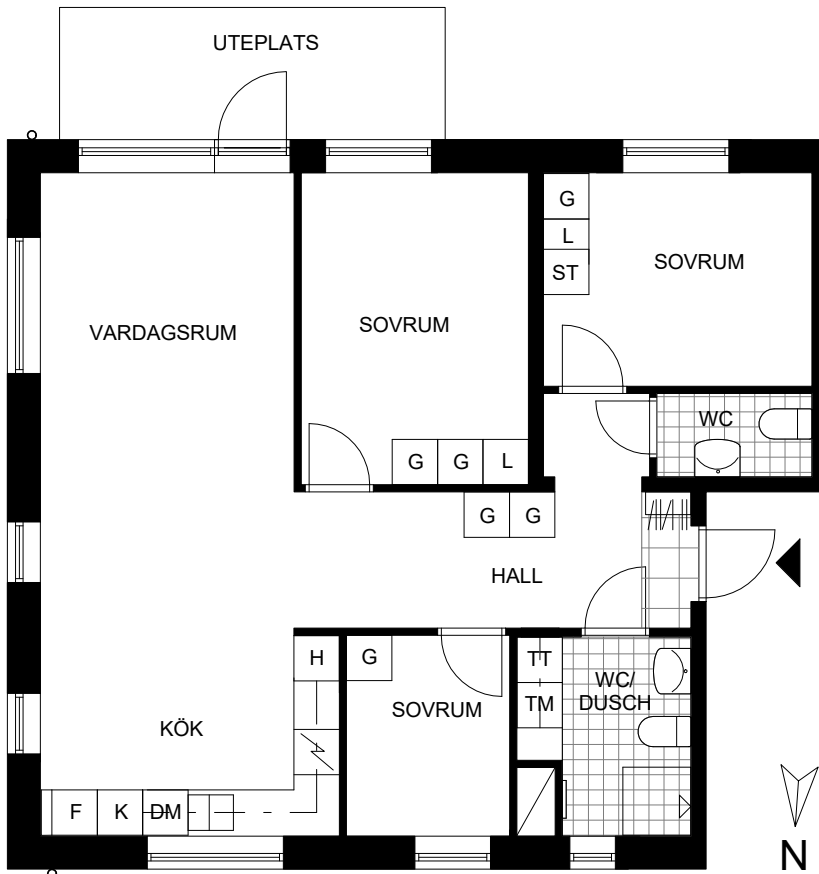 UTEPLATS
G
L
ST
SOVRUM
VARDAGSRUM
SOVRUM
WC
G G L
G G
HALL
H
G
TT
WC/
DUSCH
TM
SOVRUM
KÖK
F K DM
N